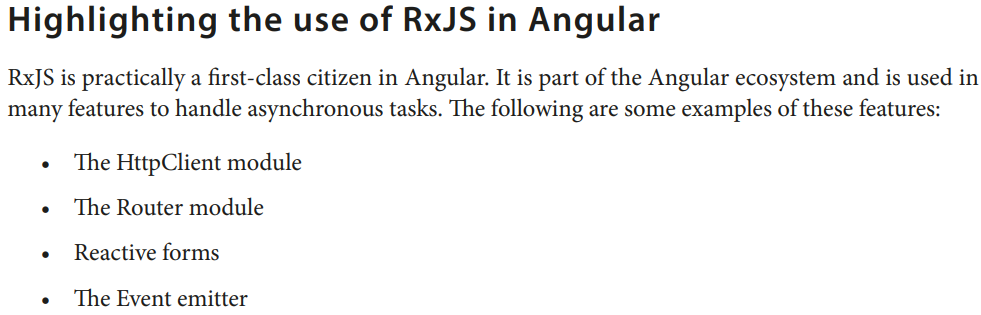 Highlighting the use of RxJS in Angular
RxJS is practically a first-class citizen in Angular. It is part of the Angular ecosystem and is used in
many features to handle asynchronous tasks. The following are some examples of these features:
• The HttpClient module
• The Router module
• Reactive forms
• The Event emitter